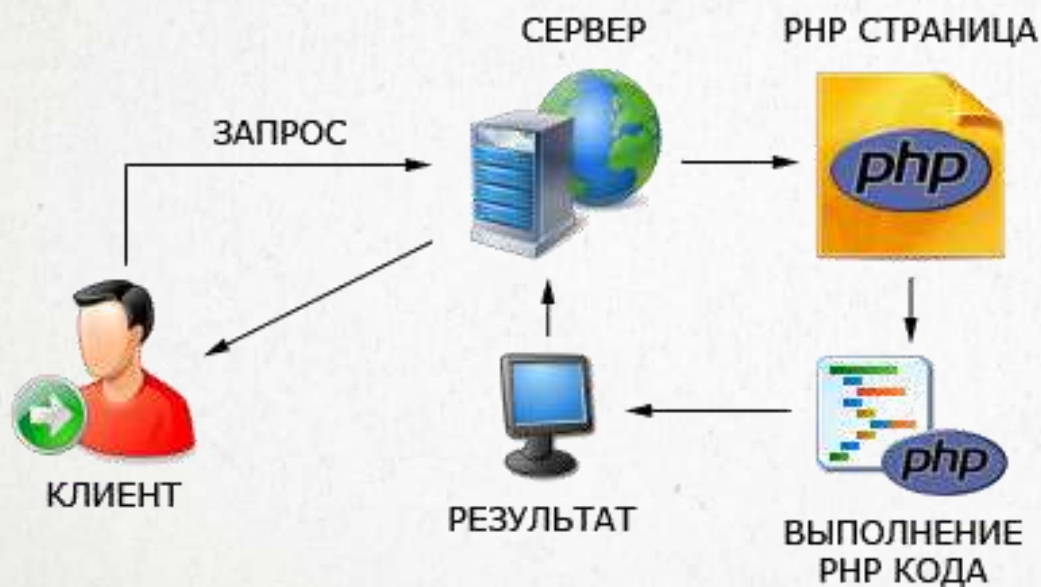 СЕРВЕР
PHP СТРАНИЦА
ЗАПРОС
php
КЛИЕНТ
РЕЗУЛЬТАТ
php
ВЫПОЛНЕНИЕ
PHP КОДА